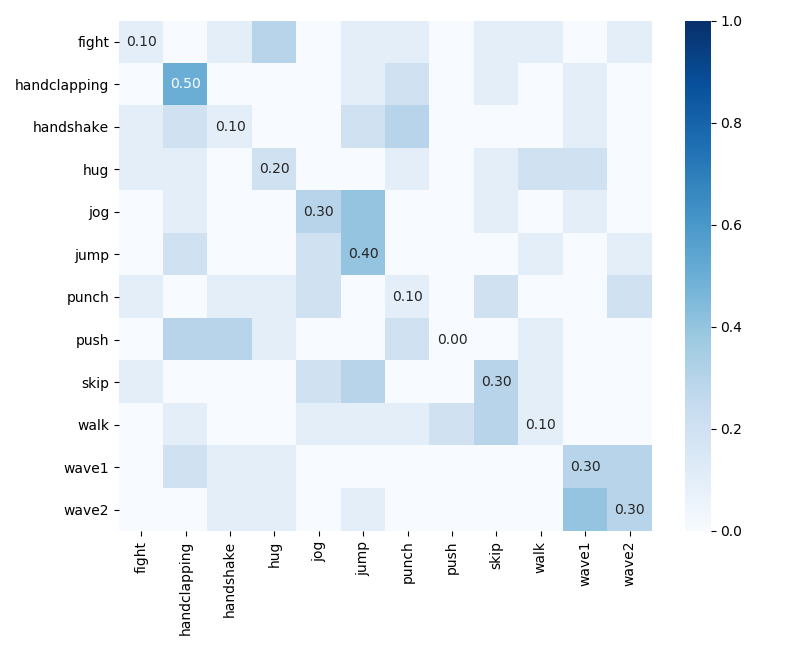 fight 0.10
handclapping 0.50
handshake 0.10
hug 0.20
jog 0.30
jump 0.40
punch 0.10
push 0.00
skip 0.30
walk 0.10
wave1 0.30
wave2 0.30
fight handclapping handshake hug jog jump punch push skip walk wave1 wave2
1.0
0.8
0.6
0.4
0.2
0.0